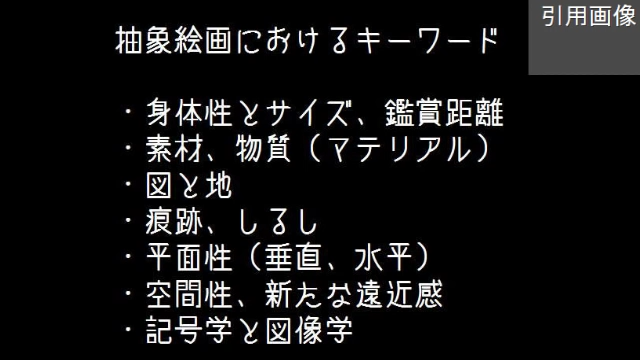 抽象絵画におけるキーワード
引用画像
・身体性とサイズ、鑑賞距離
・素材、物質（マテリアル）
・図と地
・痕跡、しるし
・平面性（垂直、水平）
・空間性、新たな遠近感
・記号学と図像学